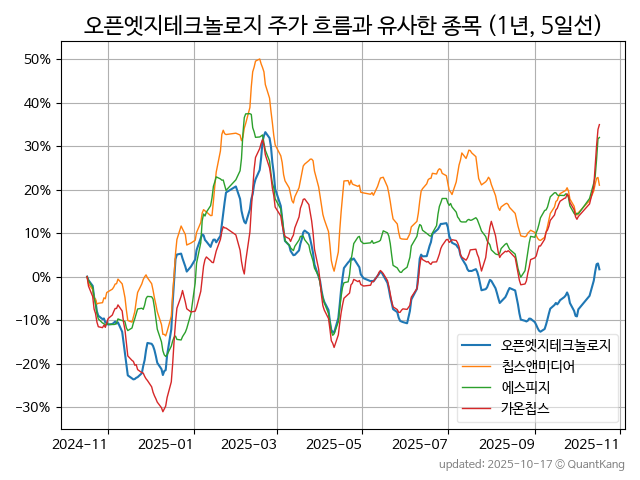 오픈엣지테크놀로지 주가 흐름과 유사한 종목 (1년, 5일선)
50%
40%
30%
20%
10%
0%
−10%
−20%
−30%
오픈엣지테크놀로지
칩스앤미디어
에스피지
가온칩스
2024-11 2025-01 2025-03 2025-05 2025-07 2025-09 2025-11
updated: 2025-10-17 © QuantKang